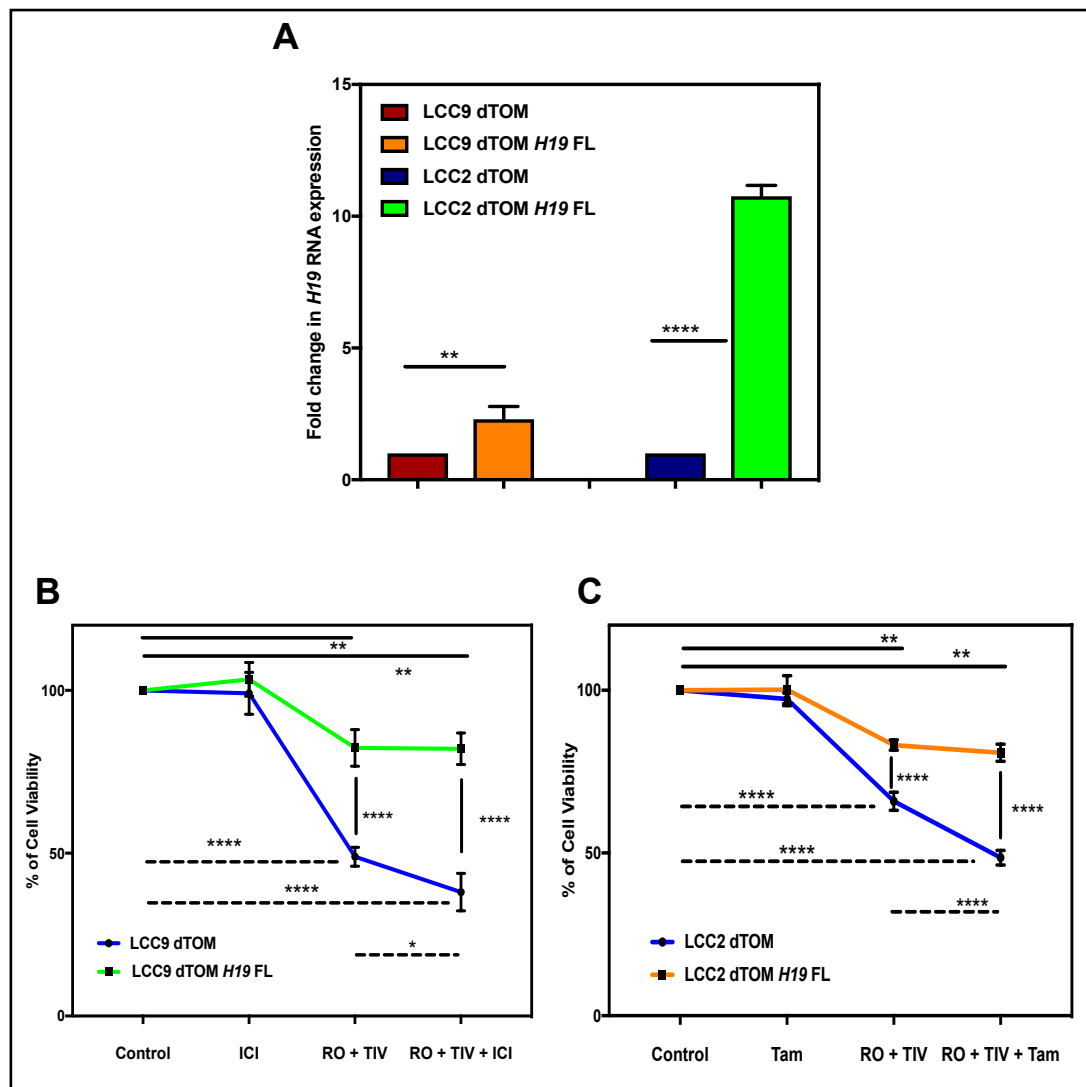 A
Fold change in H19 RNA expression
15
10
5
0
LCC9 dTOM
LCC9 dTOM H19 FL
LCC2 dTOM
LCC2 dTOM H19 FL
**
****
B
% of Cell Viability
100
50
0
**
**
****
****
****
****
*
LCC9 dTOM
LCC9 dTOM H19 FL
Control ICI RO + TIV RO + TIV + ICI
C
% of Cell Viability
100
50
0
**
**
****
****
****
****
****
LCC2 dTOM
LCC2 dTOM H19 FL
Control Tam RO + TIV RO + TIV + Tam